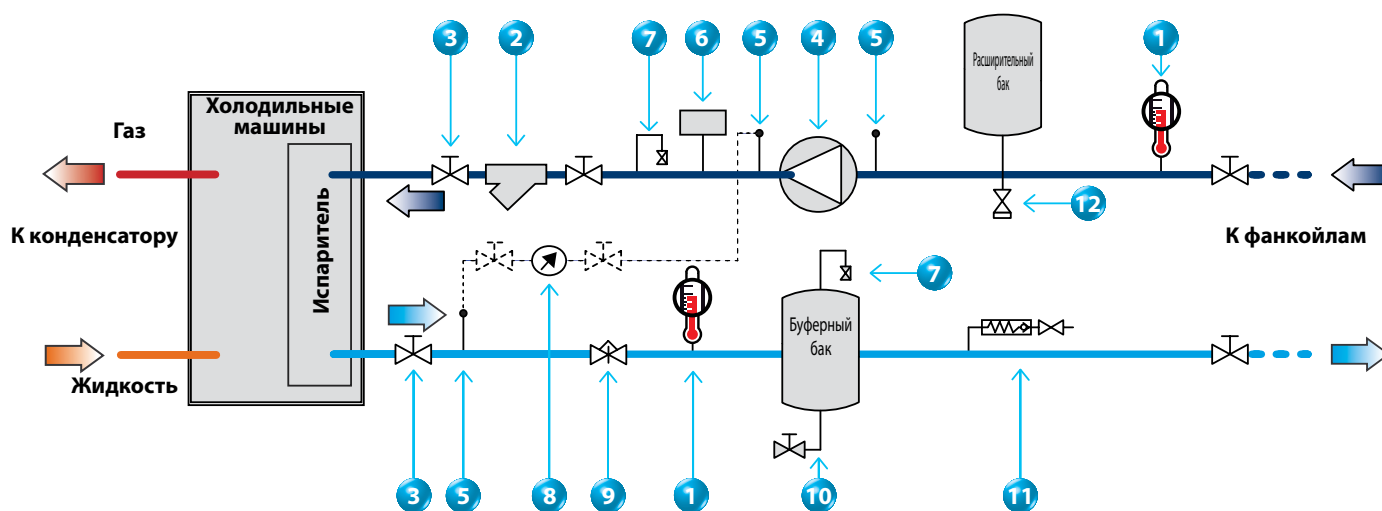 3
2
7
6
5
4
5
1
Расширительный
бак
Холодильные
машины
Газ
Испаритель
12
К конденсатору
К фанкойлам
7
Буферный
бак
Жидкость
3
5
8
9
1
10
11